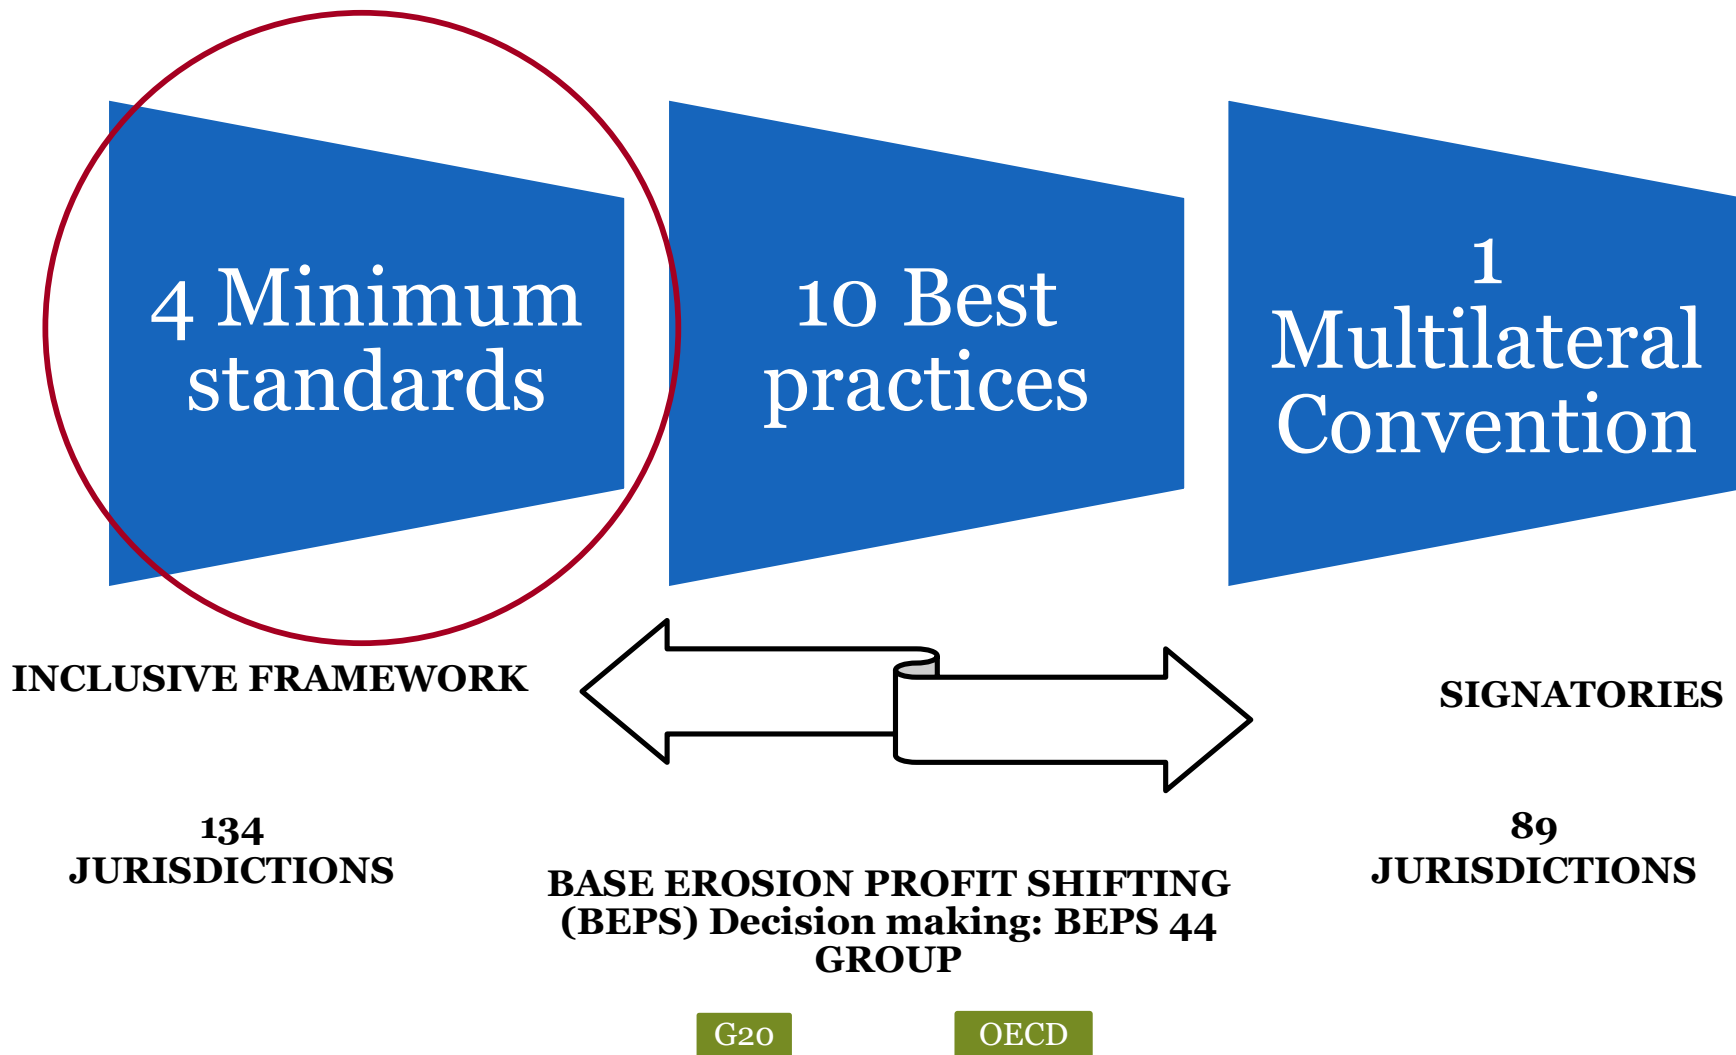 4 Minimum
standards
10 Best
practices
1
Multilateral
Convention
INCLUSIVE FRAMEWORK
SIGNATORIES
134
JURISDICTIONS
89
JURISDICTIONS
BASE EROSION PROFIT SHIFTING
(BEPS) Decision making: BEPS 44
GROUP
G20
OECD